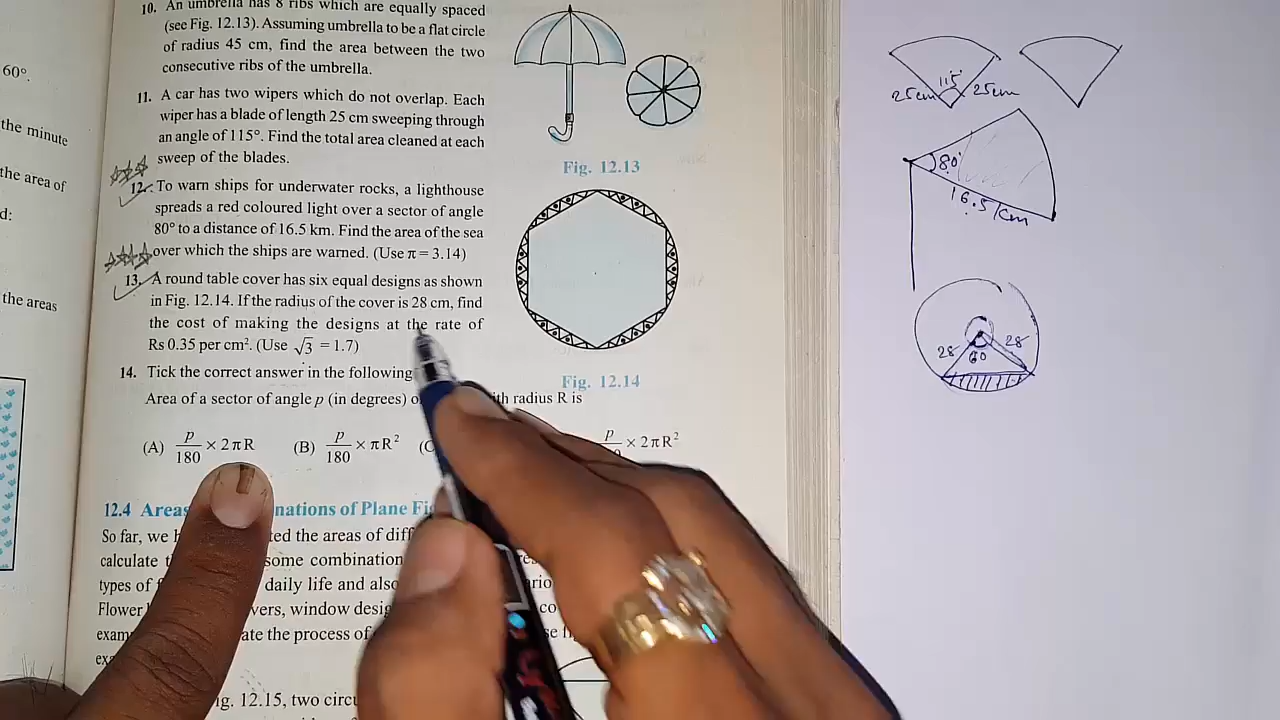 60°.
the minute
the area of
d:
the areas
10. An umbrella has 8 ribs which are equally spaced
(see Fig. 12.13). Assuming umbrella to be a flat circle
of radius 45 cm, find the area between the two
consecutive ribs of the umbrella.
11. A car has two wipers which do not overlap. Each
wiper has a blade of length 25 cm sweeping through
an angle of 115°. Find the total area cleaned at each
sweep of the blades.
12. To warn ships for underwater rocks, a lighthouse
spreads a red coloured light over a sector of angle
80° to a distance of 16.5 km. Find the area of the sea
over which the ships are warned. (Use π = 3.14)
13. A round table cover has six equal designs as shown
in Fig. 12.14. If the radius of the cover is 28 cm, find
the cost of making the designs at the rate of
Rs 0.35 per cm². (Use √3 = 1.7)
14. Tick the correct answer in the following
Area of a sector of angle p (in degrees) o with radius R is
(A) p/180 × 2πR (B) p/180 × πR² p × 2πR²
Fig. 12.13
Fig. 12.14
12.4 Areas nations of Plane Fig
So far, we h ted the areas of diff
calculate some combination
types of daily life and also
Flower vers, window desig
ate the process of
ig. 12.15, two circ
115°
25cm 25cm
80°
16.5 km
28 28
60